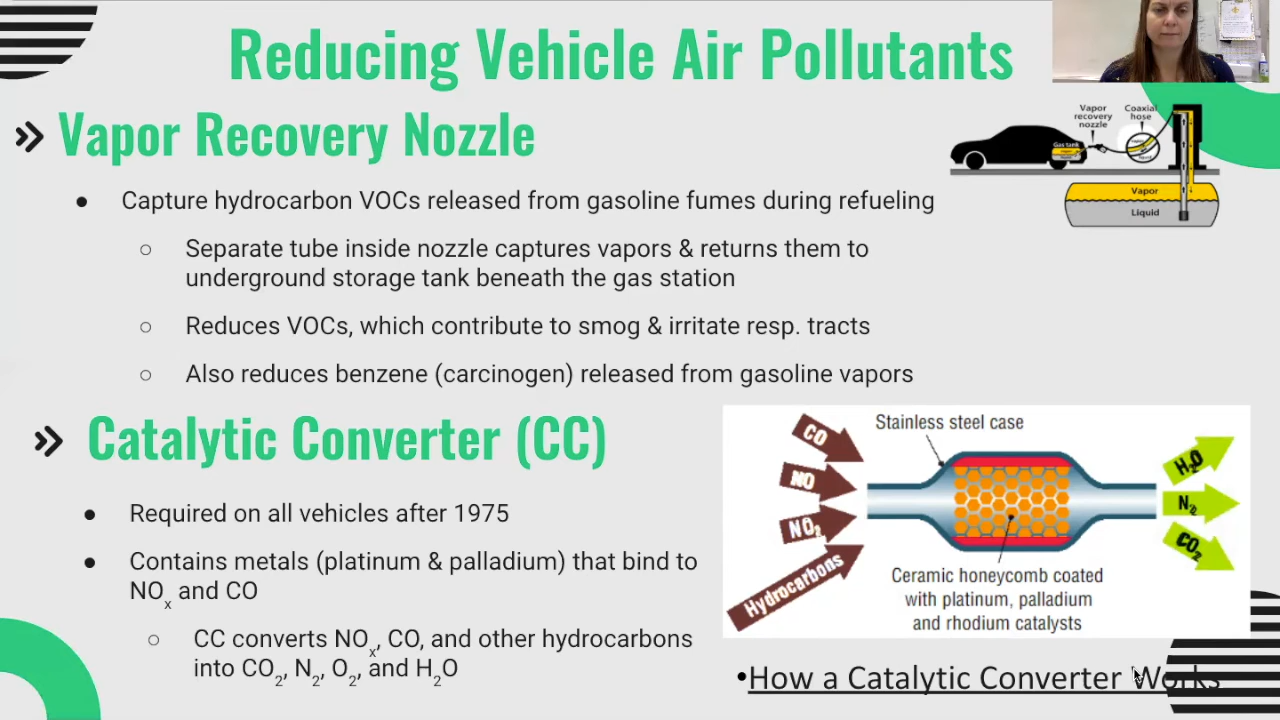 Reducing Vehicle Air Pollutants
Vapor Recovery Nozzle
● Capture hydrocarbon VOCs released from gasoline fumes during refueling
○ Separate tube inside nozzle captures vapors & returns them to
underground storage tank beneath the gas station
○ Reduces VOCs, which contribute to smog & irritate resp. tracts
○ Also reduces benzene (carcinogen) released from gasoline vapors
Vapor
recovery
nozzle
Coaxial
hose
Gas tank
Vapor
Liquid
Catalytic Converter (CC)
● Required on all vehicles after 1975
● Contains metals (platinum & palladium) that bind to
NOx and CO
○ CC converts NOx, CO, and other hydrocarbons
into CO2, N2, O2, and H2O
Stainless steel case
CO
NO
NO2
Hydrocarbons
H2O
N2
CO2
Ceramic honeycomb coated
with platinum, palladium
and rhodium catalysts
•How a Catalytic Converter Works